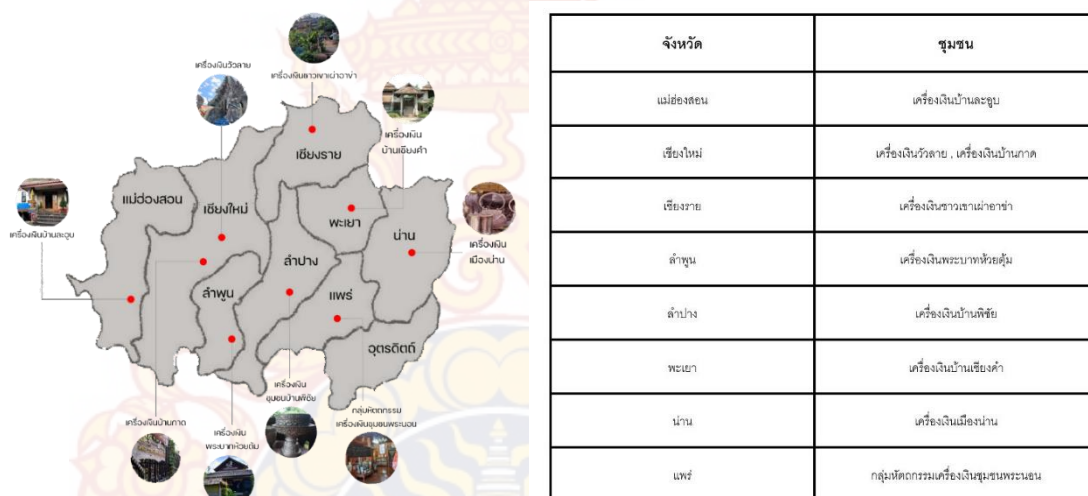 เครื่องเงินวัวลาย
เครื่องเงินชาวเขาเผ่าอาข่า
เครื่องเงิน
บ้านเชียงคำ
เชียงราย
แม่ฮ่องสอน
เชียงใหม่
พะเยา
น่าน
เครื่องเงินบ้านละอูบ
เครื่องเงิน
เมืองน่าน
ลำปาง
ลำพูน
แพร่
อุตรดิตถ์
เครื่องเงิน
ชุมชนบ้านพิชัย
เครื่องเงินบ้านกาด
เครื่องเงิน
พระบาทห้วยต้ม
กลุ่มหัตถกรรม
เครื่องเงินชุมชนพระนอน
จังหวัด ชุมชน
แม่ฮ่องสอน เครื่องเงินบ้านละอูบ
เชียงใหม่ เครื่องเงินวัวลาย , เครื่องเงินบ้านกาด
เชียงราย เครื่องเงินชาวเขาเผ่าอาข่า
ลำพูน เครื่องเงินพระบาทห้วยตุ้ม
ลำปาง เครื่องเงินบ้านพิชัย
พะเยา เครื่องเงินบ้านเชียงคำ
น่าน เครื่องเงินเมืองน่าน
แพร่ กลุ่มหัตถกรรมเครื่องเงินชุมชนพระนอน